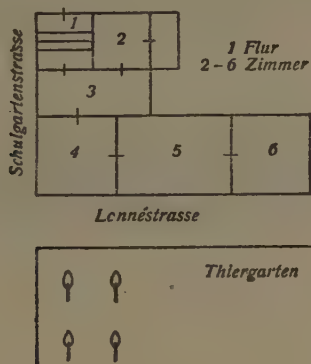 1
2
1 Flur
2–6 Zimmer
3
Schulgartenstrasse
4
5
6
Lennéstrasse
Thiergarten